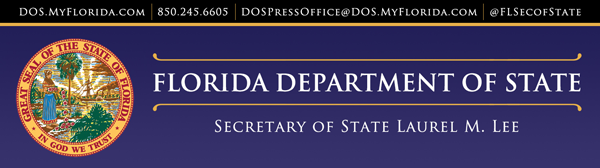 DOS.MyFlorida.com | 850.245.6605 | DOSPressOffice@DOS.MyFlorida.com | @FLSecofState
GREAT SEAL OF THE STATE OF FLORIDA
IN GOD WE TRUST
FLORIDA DEPARTMENT OF STATE
Secretary of State Laurel M. Lee